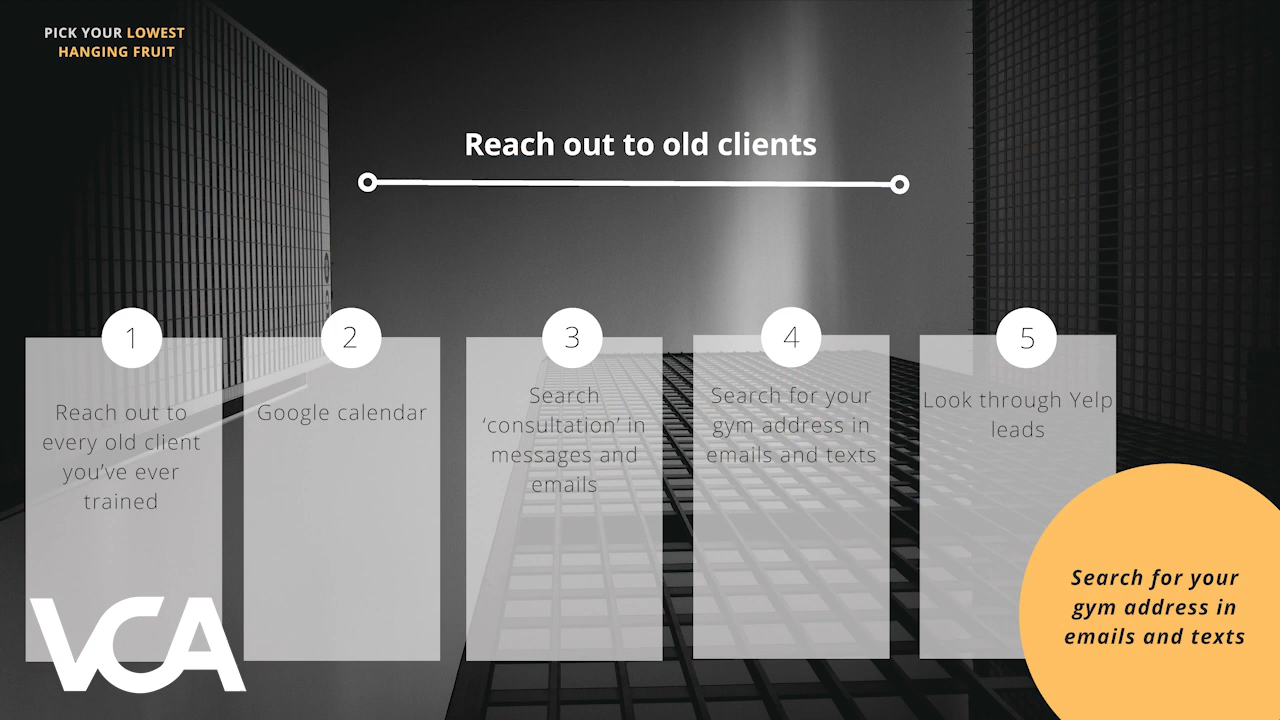 PICK YOUR LOWEST
HANGING FRUIT
Reach out to old clients
1
Reach out to
every old client
you’ve ever
trained
2
Google calendar
3
Search
‘consultation’ in
messages and
emails
4
Search for your
gym address in
emails and texts
5
Look through Yelp
leads
Search for your
gym address in
emails and texts
VCA